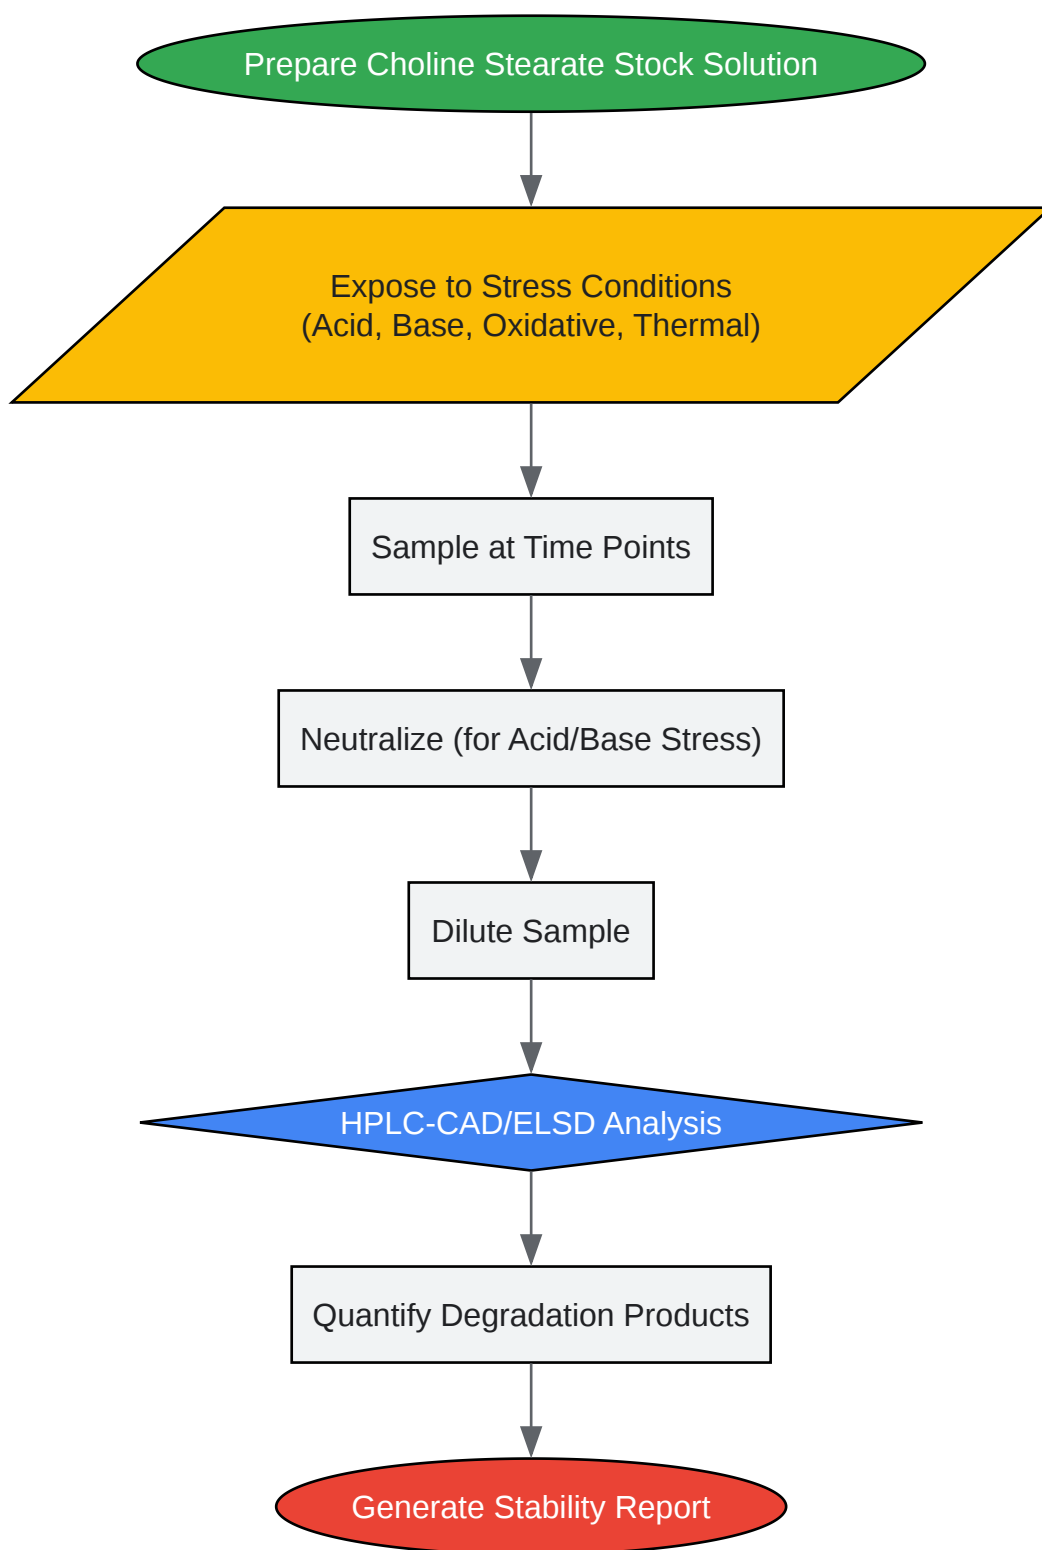 Prepare Choline Stearate Stock Solution
Expose to Stress Conditions
(Acid, Base, Oxidative, Thermal)
Sample at Time Points
Neutralize (for Acid/Base Stress)
Dilute Sample
HPLC-CAD/ELSD Analysis
Quantify Degradation Products
Generate Stability Report